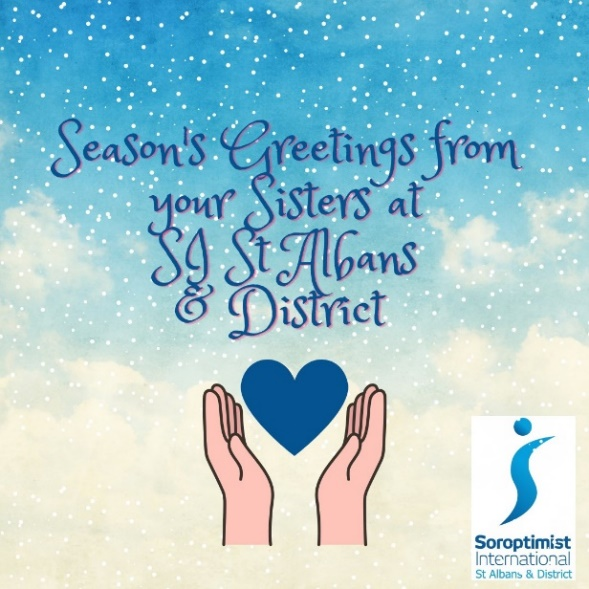 Season's Greetings from
your Sisters at
SI St Albans
& District
Soroptimist
International
St Albans & District